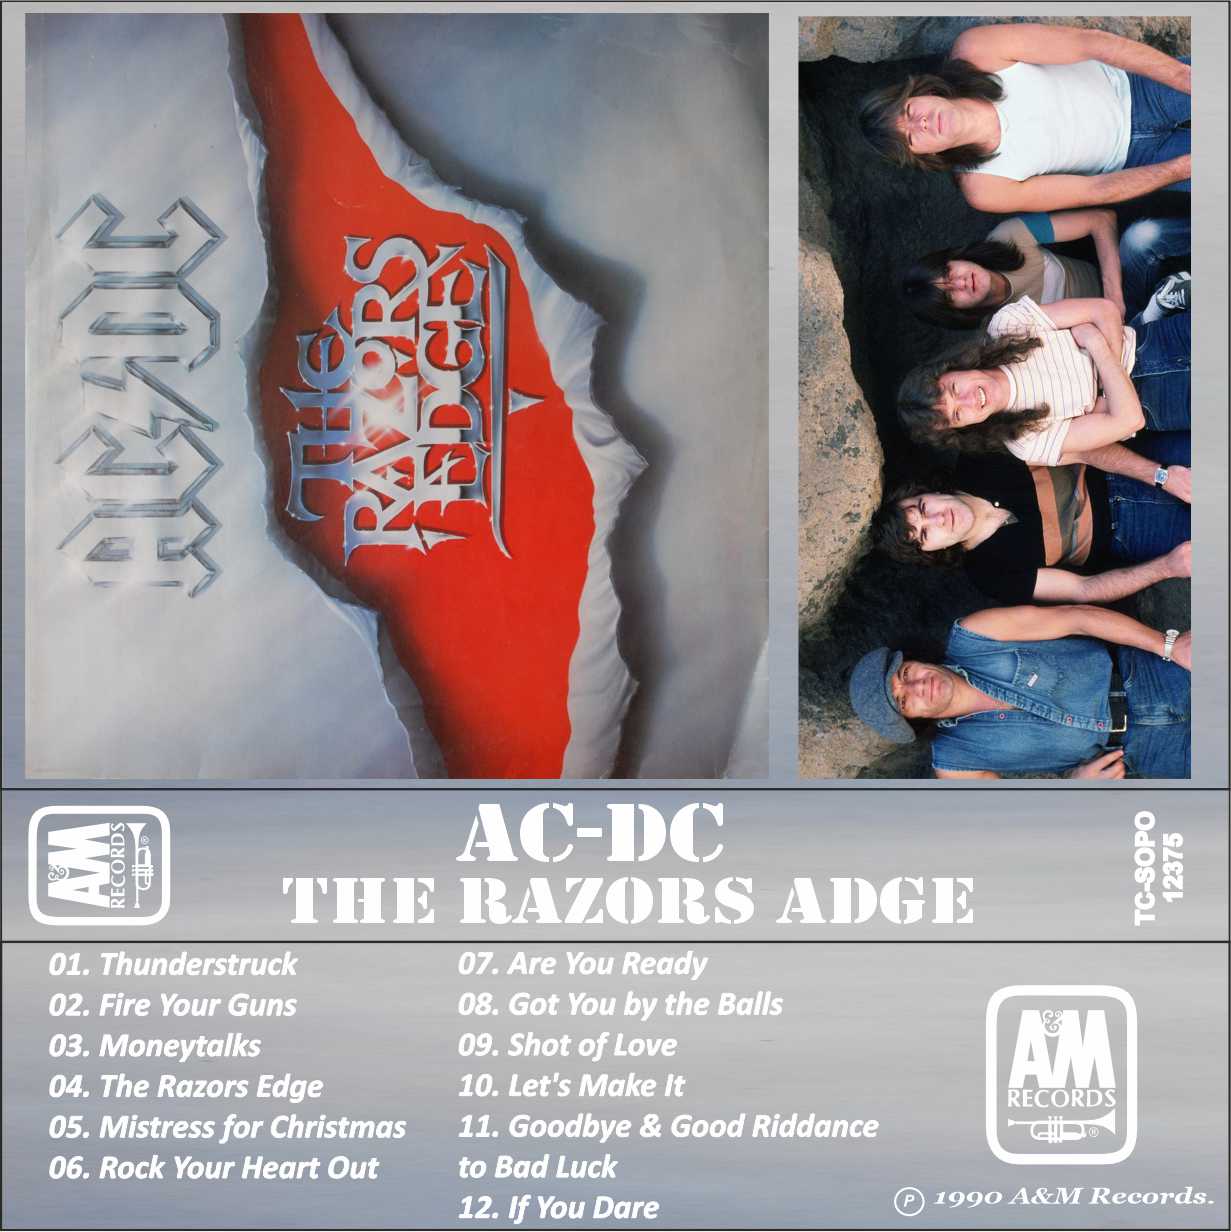 AC DC
THE
RAZORS
EDGE
A&M
RECORDS
®
AC-DC
THE RAZORS ADGE
TC-SOPO
12375
01. Thunderstruck
02. Fire Your Guns
03. Moneytalks
04. The Razors Edge
05. Mistress for Christmas
06. Rock Your Heart Out
07. Are You Ready
08. Got You by the Balls
09. Shot of Love
10. Let's Make It
11. Goodbye & Good Riddance
to Bad Luck
12. If You Dare
A&M
RECORDS
®
℗ 1990 A&M Records.